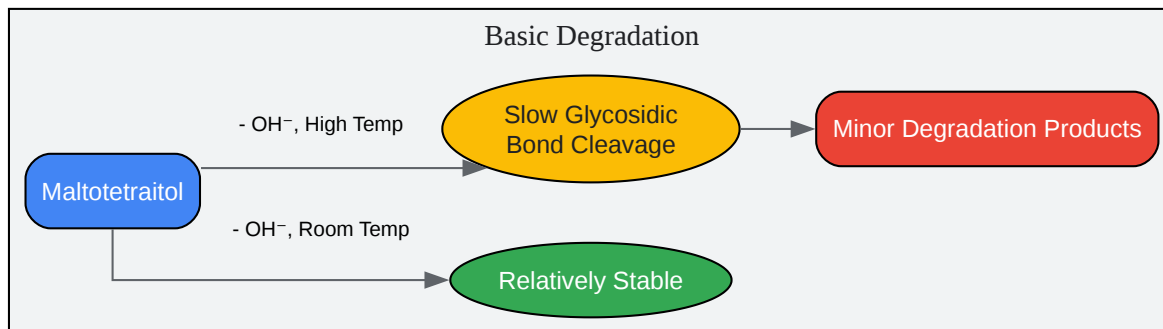 Basic Degradation
- OH⁻, High Temp
Slow Glycosidic
Bond Cleavage
Minor Degradation Products
Maltotetraitol
- OH⁻, Room Temp
Relatively Stable